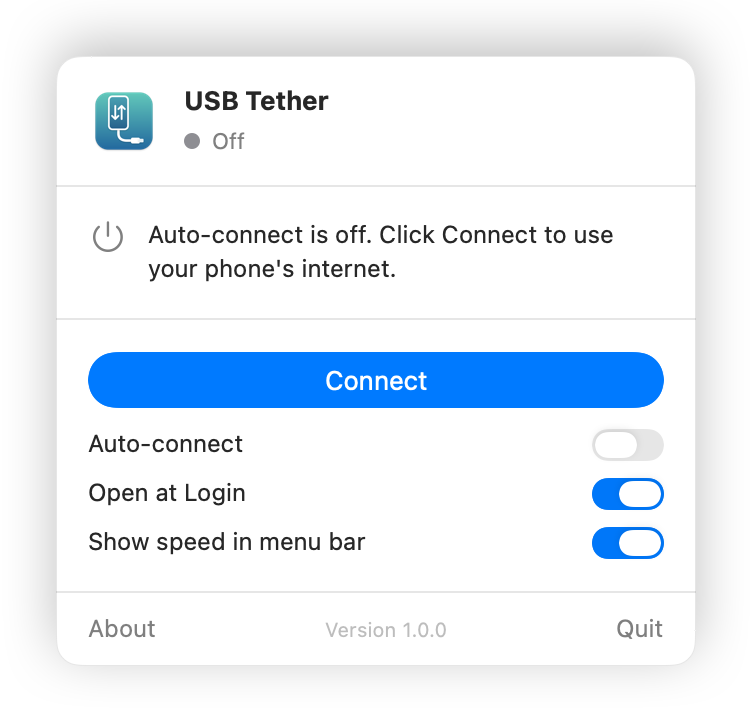 USB Tether
Off
Auto-connect is off. Click Connect to use
your phone's internet.
Connect
Auto-connect
Open at Login
Show speed in menu bar
About
Version 1.0.0
Quit